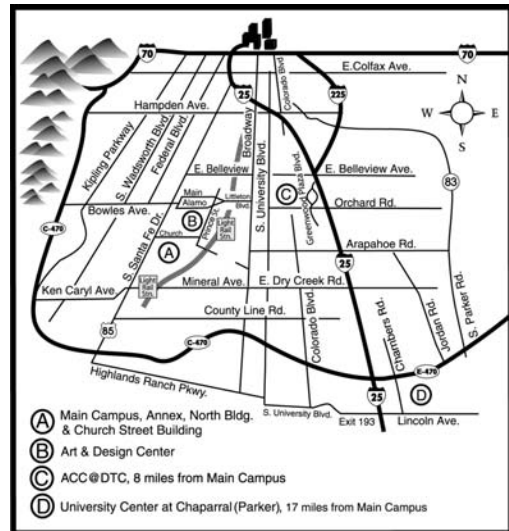 70
70
E.Colfax Ave.
Colorado Blvd.
25
225
N
W E
S
Hampden Ave.
Kipling Parkway
S. Wadsworth Blvd.
Federal Blvd.
Broadway
S. University Blvd.
E. Belleview
E. Belleview Ave.
83
Main
Alamo
Littleton
Blvd.
C
Greenwood Plaza Blvd.
Bowles Ave.
B
Prince St.
Orchard Rd.
C-470
Church
A
Light
Rail
Stn.
S. Santa Fe Dr.
Arapahoe Rd.
25
Light
Rail
Stn.
Mineral Ave.
E. Dry Creek Rd.
Ken Caryl Ave.
County Line Rd.
85
Colorado Blvd.
Chambers Rd.
Jordan Rd.
S. Parker Rd.
C-470
E-470
Highlands Ranch Pkwy.
D
25
S. University Blvd.
Exit 193
Lincoln Ave.
A Main Campus, Annex, North Bldg.
& Church Street Building
B Art & Design Center
C ACC@DTC, 8 miles from Main Campus
D University Center at Chaparral (Parker), 17 miles from Main Campus